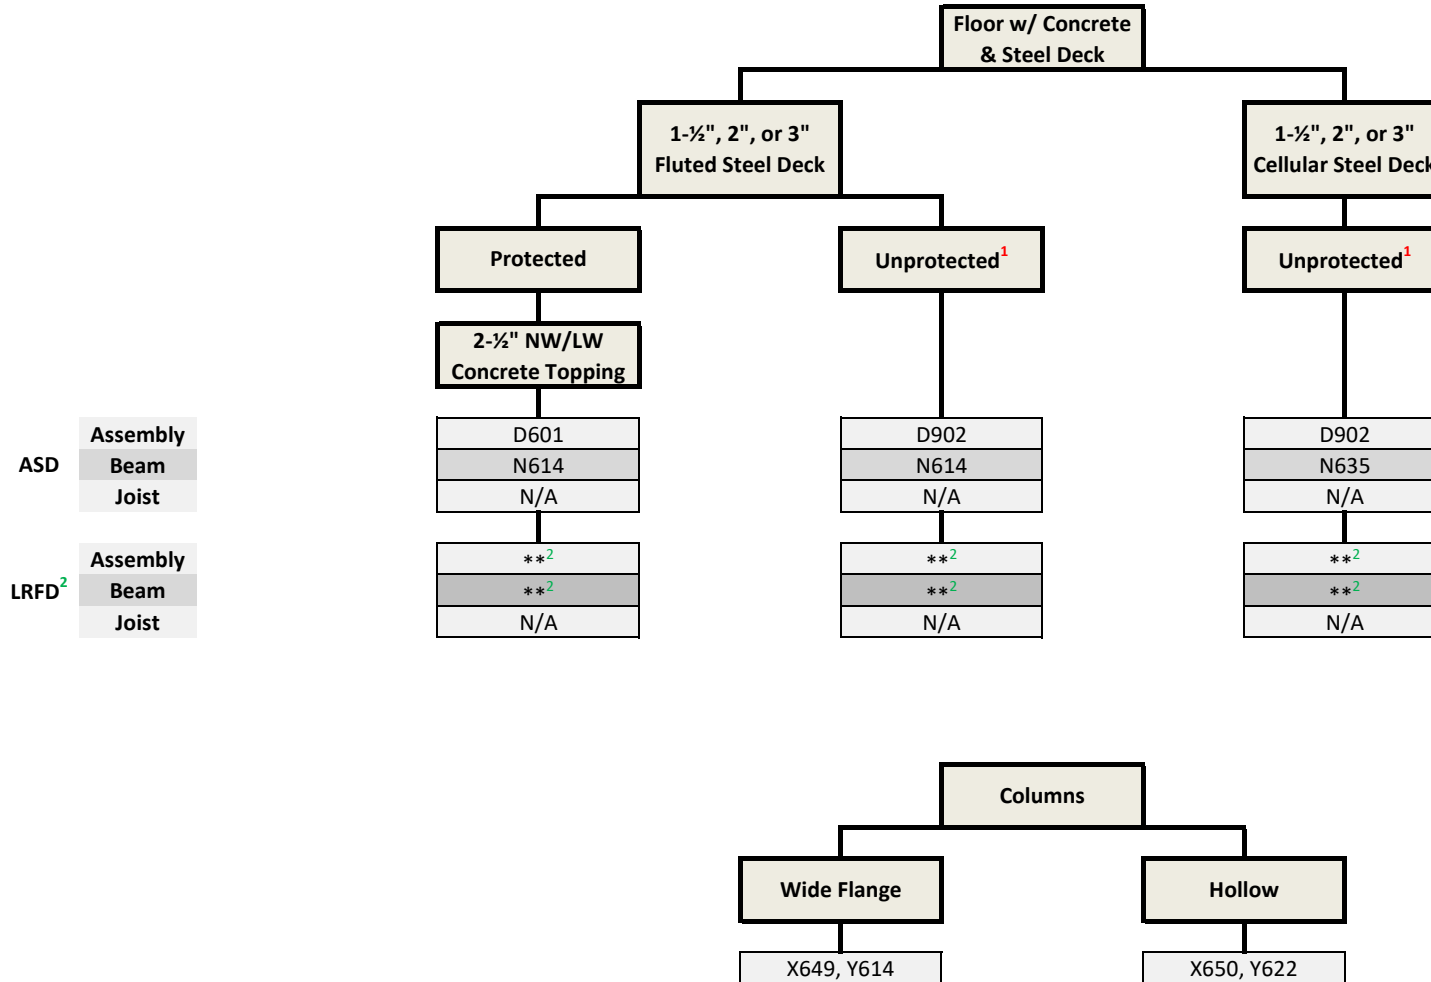 Floor w/ Concrete
& Steel Deck
1-½", 2", or 3"
Fluted Steel Deck
1-½", 2", or 3"
Cellular Steel Deck
Protected
Unprotected1
Unprotected1
2-½" NW/LW
Concrete Topping
Assembly D601 D902 D902
ASD Beam N614 N614 N635
Joist N/A N/A N/A
Assembly **2 **2 **2
LRFD2 Beam **2 **2 **2
Joist N/A N/A N/A
Columns
Wide Flange
Hollow
X649, Y614
X650, Y622